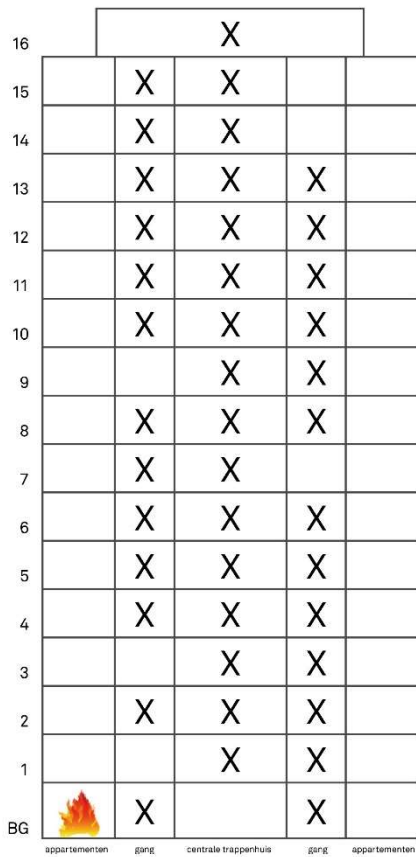 16 X
15 X X
14 X X
13 X X X
12 X X X
11 X X X
10 X X X
9 X X
8 X X X
7 X X
6 X X X
5 X X X
4 X X X
3 X X
2 X X X
1 X X
BG X X
appartementen gang centrale trappenhuis gang appartementen